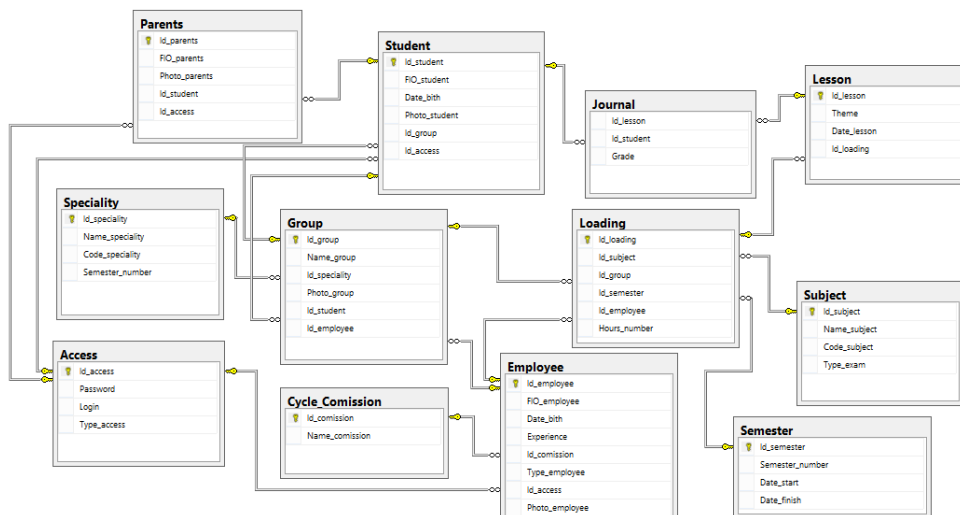 Parents
Id_parents
FIO_parents
Photo_parents
Id_student
Id_access
Student
Id_student
FIO_student
Date_bith
Photo_student
Id_group
Id_access
Journal
Id_lesson
Id_student
Grade
Lesson
Id_lesson
Theme
Date_lesson
Id_loading
Speciality
Id_speciality
Name_speciality
Code_speciality
Semester_number
Group
Id_group
Name_group
Id_speciality
Photo_group
Id_student
Id_employee
Loading
Id_loading
Id_subject
Id_group
Id_semester
Id_employee
Hours_number
Subject
Id_subject
Name_subject
Code_subject
Type_exam
Access
Id_access
Password
Login
Type_access
Cycle_Comission
Id_comission
Name_comission
Employee
Id_employee
FIO_employee
Date_bith
Experience
Id_comission
Type_employee
Id_access
Photo_employee
Semester
Id_semester
Semester_number
Date_start
Date_finish